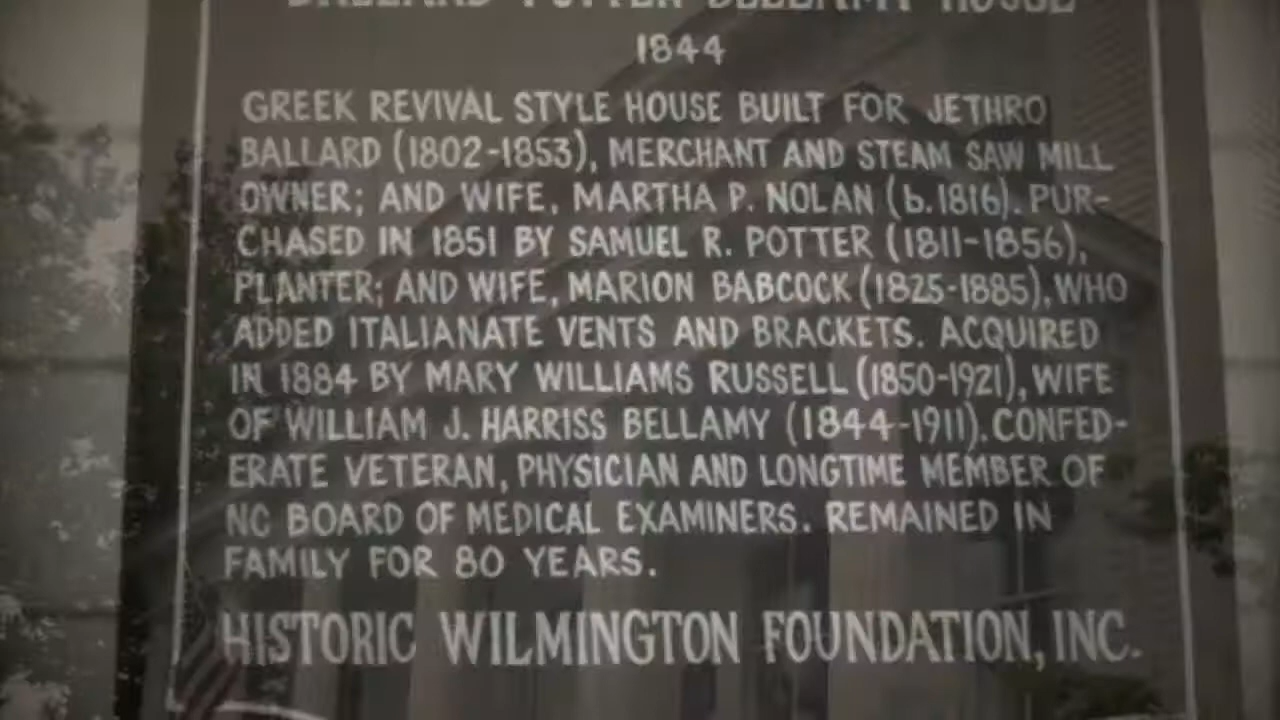 BALLARD POTTER BELLAMY HOUSE
1844
GREEK REVIVAL STYLE HOUSE BUILT FOR JETHRO
BALLARD (1802-1853), MERCHANT AND STEAM SAW MILL
OWNER; AND WIFE, MARTHA P. NOLAN (b.1816). PUR-
CHASED IN 1851 BY SAMUEL R. POTTER (1811-1856),
PLANTER; AND WIFE, MARION BABCOCK (1825-1885), WHO
ADDED ITALIANATE VENTS AND BRACKETS. ACQUIRED
IN 1884 BY MARY WILLIAMS RUSSELL (1850-1921), WIFE
OF WILLIAM J. HARRISS BELLAMY (1844-1911). CONFED-
ERATE VETERAN, PHYSICIAN AND LONGTIME MEMBER OF
NC BOARD OF MEDICAL EXAMINERS. REMAINED IN
FAMILY FOR 80 YEARS.
HISTORIC WILMINGTON FOUNDATION, INC.